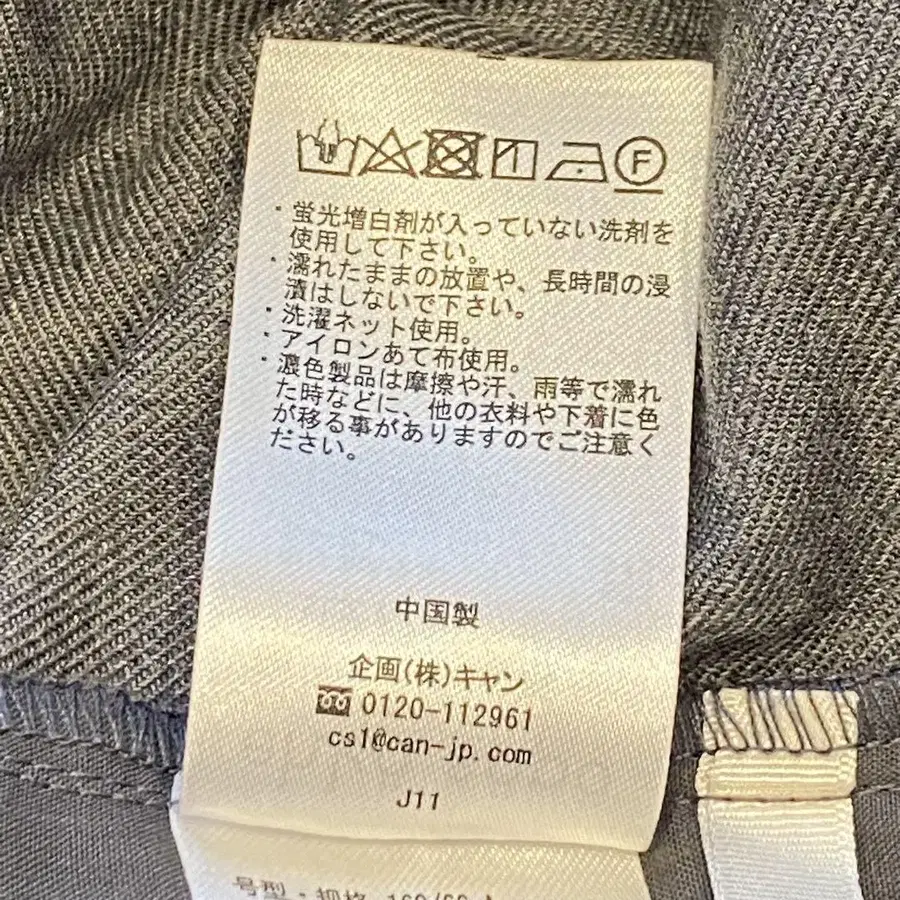 F
・蛍光増白剤が入っていない洗剤を
使用して下さい。
・濡れたままの放置や、長時間の浸
漬はしないで下さい。
・洗濯ネット使用。
・アイロンあて布使用。
・濃色製品は摩擦や汗、雨等で濡れ
た時などに、他の衣料や下着に色
が移る事がありますのでご注意く
ださい。
中国製
企画(株)キャン
0120-112961
cs1@can-jp.com
J11
号型・规格